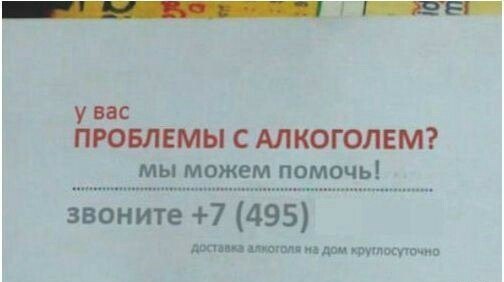 у вас
ПРОБЛЕМЫ С АЛКОГОЛЕМ?
мы можем помочь!
звоните +7 (495)
доставка алкоголя на дом круглосуточно